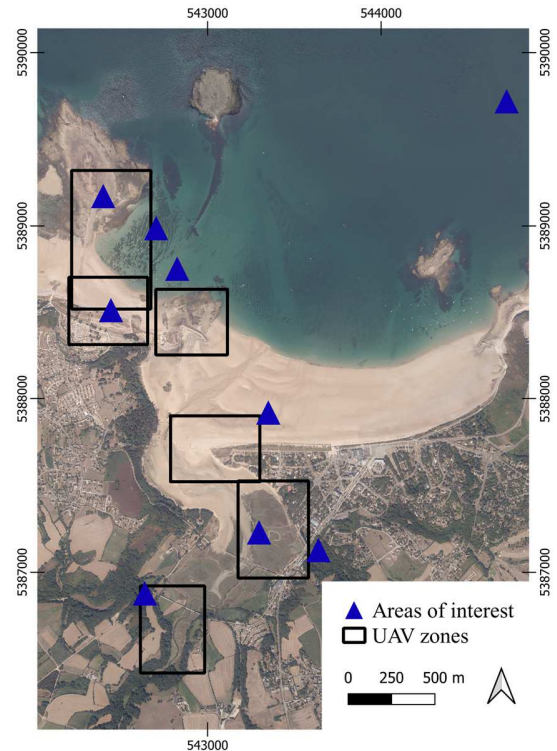 543000 544000
5390000 5390000
5389000 5389000
5388000 5388000
5387000 5387000
Areas of interest
UAV zones
0 250 500 m
543000